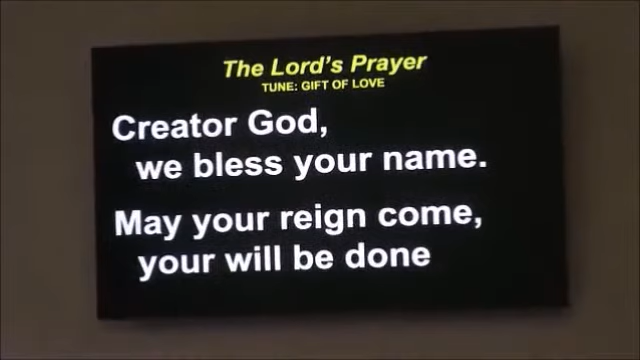 The Lord's Prayer
TUNE: GIFT OF LOVE
Creator God,
we bless your name.
May your reign come,
your will be done